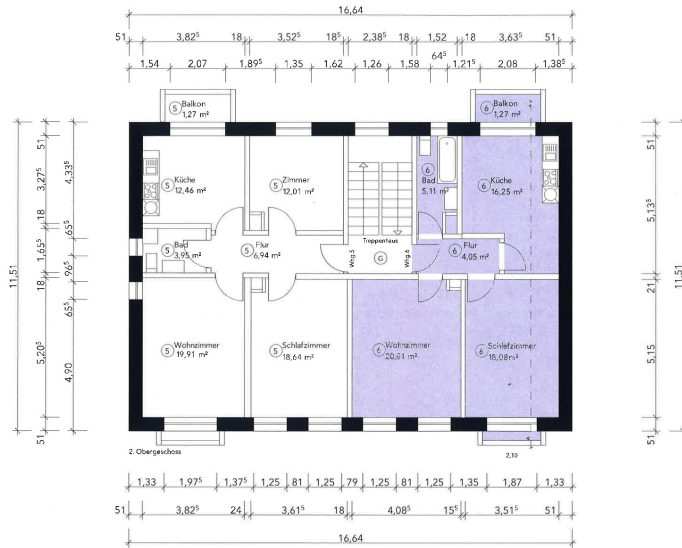 16,64
51 3,82⁵ 18 3,52⁵ 18⁵ 2,38⁵ 18 1,52 18 3,63⁵ 51
64⁵
1,54 2,07 1,89⁵ 1,35 1,62 1,26 1,58 1,21⁵ 2,08 1,38⁵
5 Balkon
1,27 m²
6 Balkon
1,27 m²
5 Küche
12,46 m²
5 Zimmer
12,01 m²
6
Bad
5,11 m²
6 Küche
16,25 m²
5 Bad
3,95 m²
5 Flur
6,94 m²
Treppenhaus
G
Whg.5
Whg.6
6 Flur
4,05 m²
5 Wohnzimmer
19,91 m²
5 Schlafzimmer
18,64 m²
6 Wohnzimmer
20,81 m²
6 Schlafzimmer
18,08 m²
11,51
51 3,27⁵ 18 1,65⁵ 18 5,20⁵ 51
4,33⁵ 65⁵ 76⁵ 65⁵ 4,90
51 5,13⁵ 21 5,15 51
11,51
2. Obergeschoss
2,10
1,33 1,97⁵ 1,37⁵ 1,25 81 1,25 79 1,25 81 1,25 1,35 1,87 1,33
51 3,82⁵ 24 3,61⁵ 18 4,08⁵ 15⁵ 3,51⁵ 51
16,64